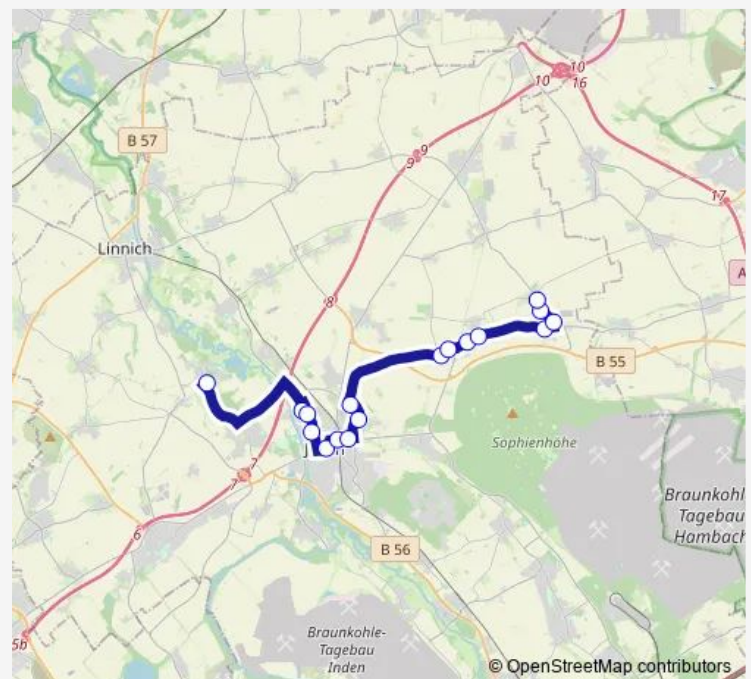 10
10
16
B 57
9
9
17
Linnich
A
8
B 55
Sophienhöhe
7
7
Braunkohl
Tagebau
Hambach
6
B 56
5b
Braunkohle-
Tagebau
Inden
© OpenStreetMap contributors